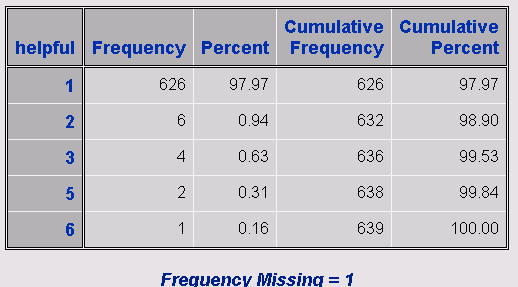 Cumulative Cumulative
helpful Frequency Percent Frequency Percent
1 626 97.97 626 97.97
2 6 0.94 632 98.90
3 4 0.63 636 99.53
5 2 0.31 638 99.84
6 1 0.16 639 100.00
Frequency Missing = 1